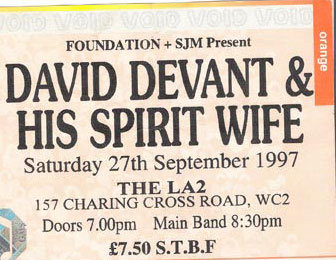 VOID VOID VOID VOID VOID
FOUNDATION + SJM Present
orange
DAVID DEVANT &
HIS SPIRIT WIFE
Saturday 27th September 1997
THE LA2
157 CHARING CROSS ROAD, WC2
Doors 7.00pm Main Band 8:30pm
£7.50 S.T.B.F